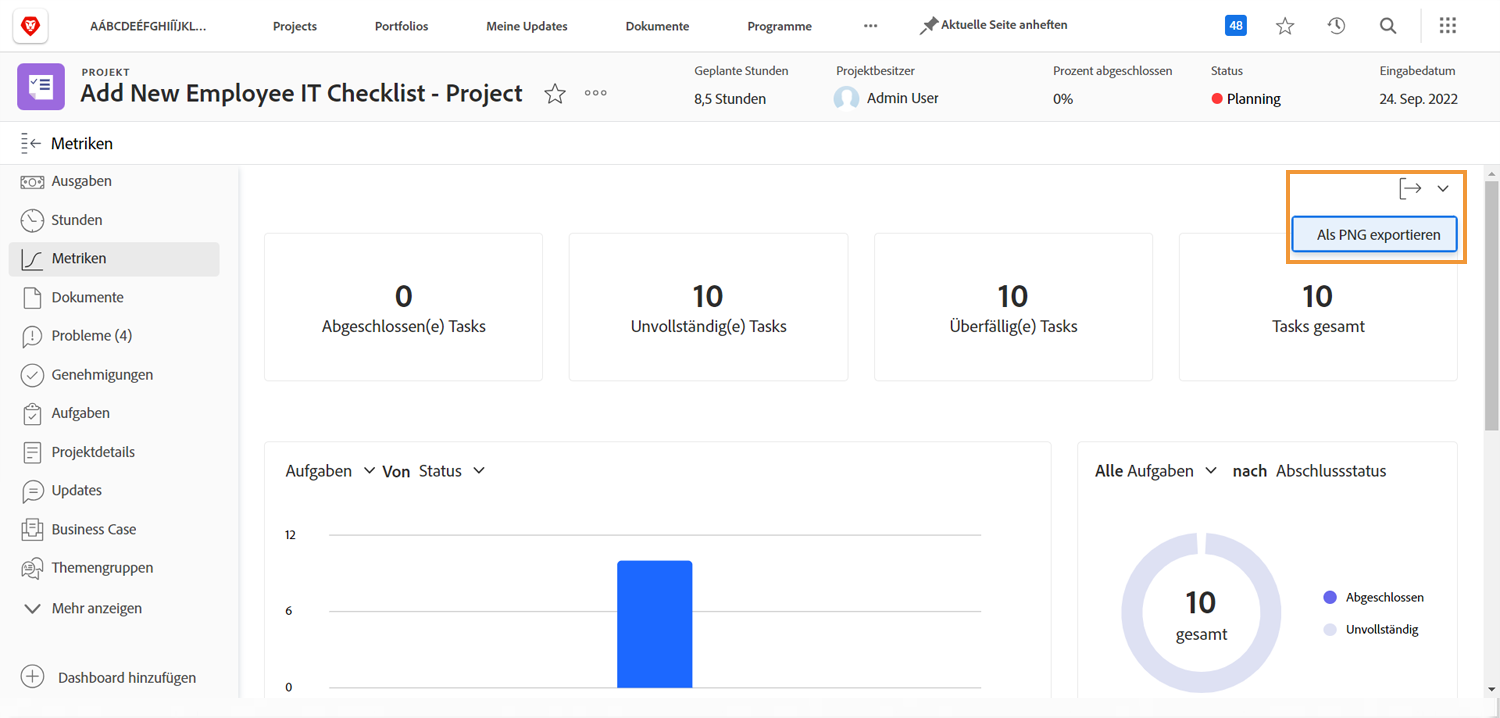 AÁBCDEÉFGHIÍÏJKL...
Projects
Portfolios
Meine Updates
Dokumente
Programme
Aktuelle Seite anheften
48
PROJEKT
Add New Employee IT Checklist - Project
Geplante Stunden
8,5 Stunden
Projektbesitzer
Admin User
Prozent abgeschlossen
0%
Status
Planning
Eingabedatum
24. Sep. 2022
Metriken
Ausgaben
Stunden
Metriken
Dokumente
Probleme (4)
Genehmigungen
Aufgaben
Projektdetails
Updates
Business Case
Themengruppen
Mehr anzeigen
Dashboard hinzufügen
Als PNG exportieren
0
Abgeschlossen(e) Tasks
10
Unvollständig(e) Tasks
10
Überfällig(e) Tasks
10
Tasks gesamt
Aufgaben Von Status
12
6
0
Alle Aufgaben nach Abschlussstatus
10
gesamt
Abgeschlossen
Unvollständig